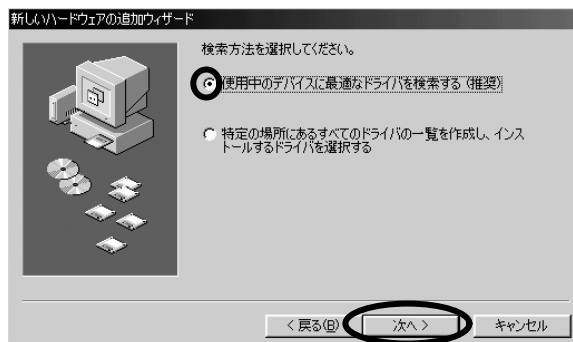 新しいハードウェアの追加ウィザード
検索方法を選択してください。
使用中のデバイスに最適なドライバを検索する (推奨)
特定の場所にあるすべてのドライバの一覧を作成し、インス
トールするドライバを選択する
< 戻る(B)
次へ >
キャンセル